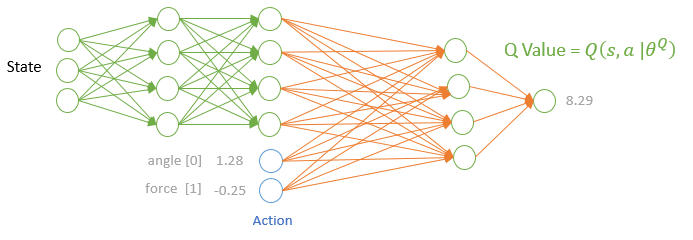 Q Value = Q(s, a |θ^Q)
State
8.29
angle [0] 1.28
force [1] -0.25
Action